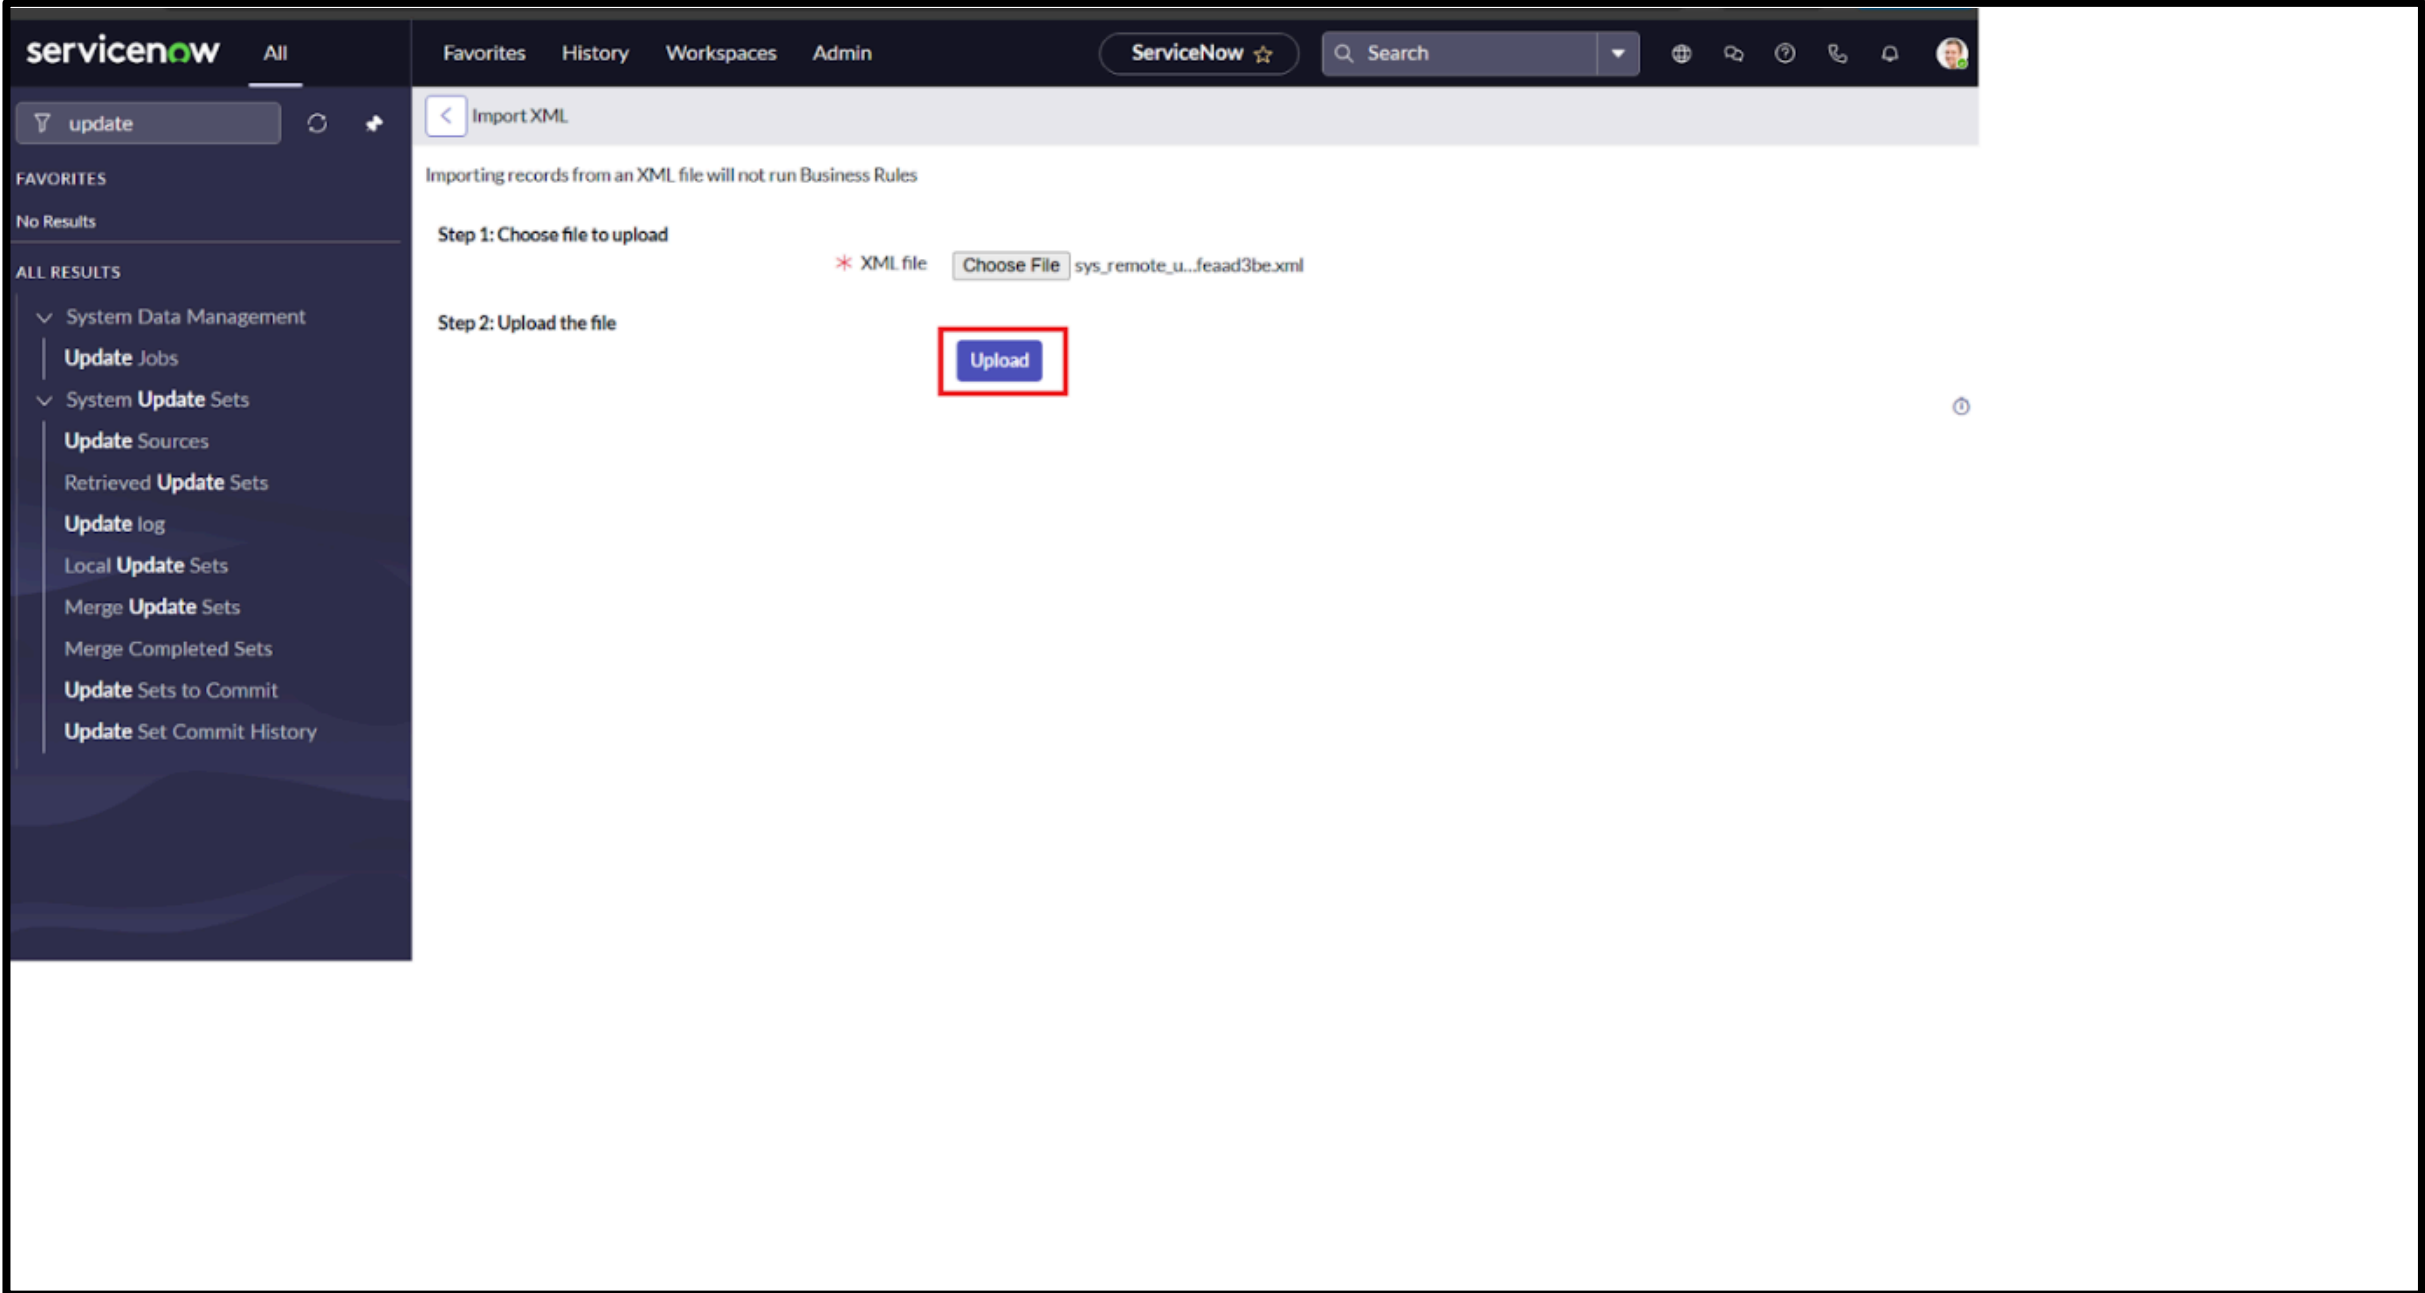 servicenow All Favorites History Workspaces Admin ServiceNow Search
update
Import XML
Importing records from an XML file will not run Business Rules
FAVORITES
No Results
Step 1: Choose file to upload
XML file Choose File sys_remote_u...feaad3be.xml
ALL RESULTS
System Data Management
Step 2: Upload the file
Update Jobs
Upload
System Update Sets
Update Sources
Retrieved Update Sets
Update log
Local Update Sets
Merge Update Sets
Merge Completed Sets
Update Sets to Commit
Update Set Commit History